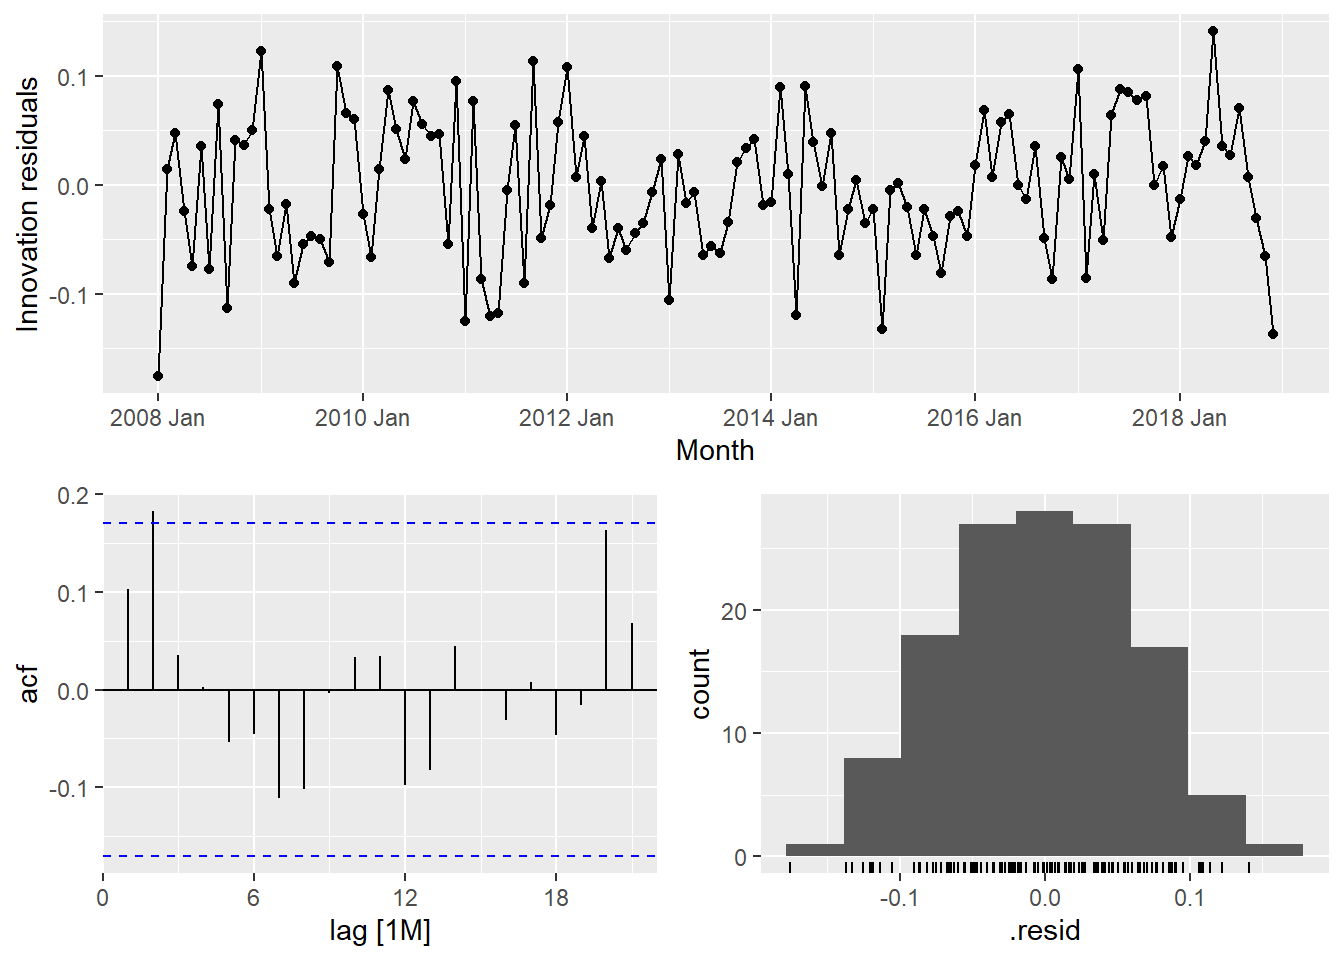 Innovation residuals
0.1
0.0
-0.1
2008 Jan 2010 Jan 2012 Jan 2014 Jan 2016 Jan 2018 Jan
Month
acf
0.2
0.1
0.0
-0.1
0 6 12 18
lag [1M]
count
20
10
0
-0.1 0.0 0.1
.resid